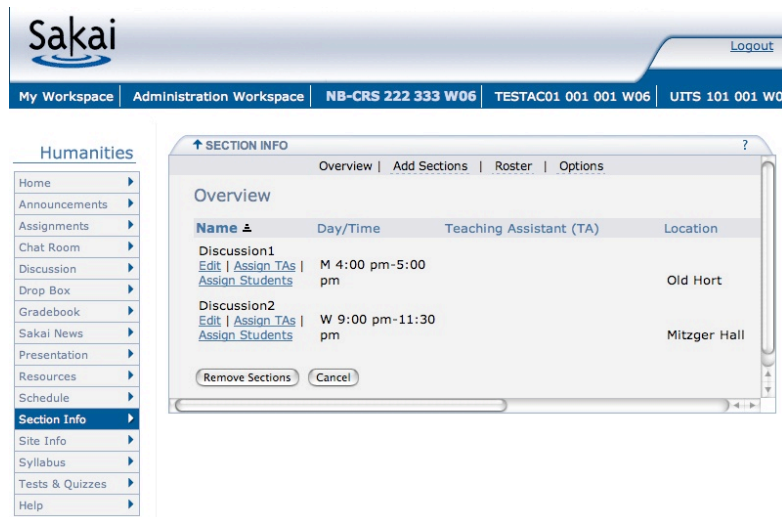 Sakai
Logout
My Workspace | Administration Workspace | NB-CRS 222 333 W06 | TESTAC01 001 001 W06 | UITS 101 001 W0
Humanities
Home
Announcements
Assignments
Chat Room
Discussion
Drop Box
Gradebook
Sakai News
Presentation
Resources
Schedule
Section Info
Site Info
Syllabus
Tests & Quizzes
Help
SECTION INFO ?
Overview | Add Sections | Roster | Options
Overview
Name Day/Time Teaching Assistant (TA) Location
Discussion1
Edit | Assign TAs | M 4:00 pm-5:00
Assign Students pm Old Hort
Discussion2
Edit | Assign TAs | W 9:00 pm-11:30
Assign Students pm Mitzger Hall
Remove Sections Cancel